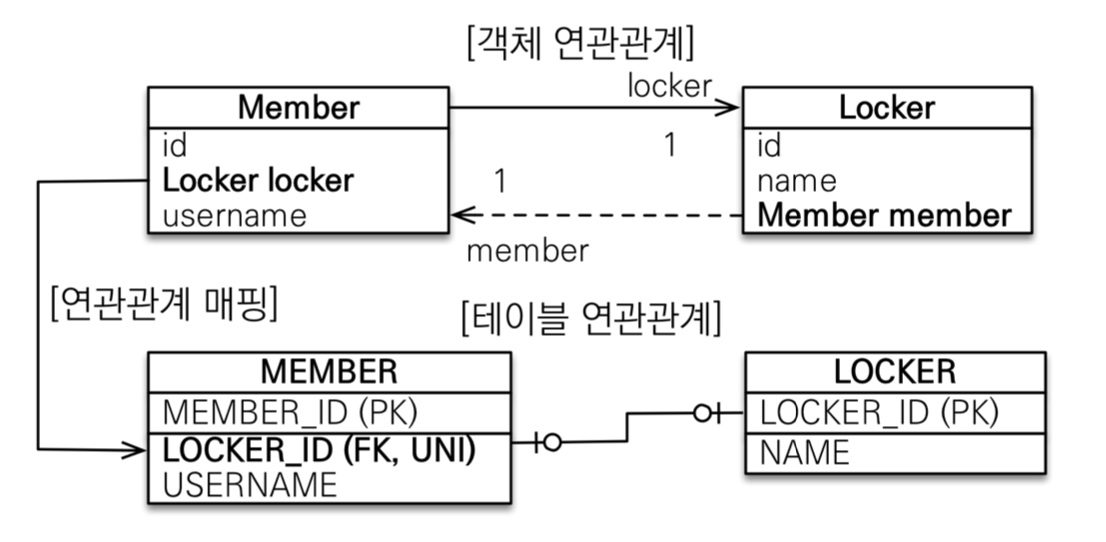 [객체 연관관계]
Member
id
Locker locker
username
locker
1
1
member
Locker
id
name
Member member
[연관관계 매핑]
[테이블 연관관계]
MEMBER
MEMBER_ID (PK)
LOCKER_ID (FK, UNI)
USERNAME
LOCKER
LOCKER_ID (PK)
NAME